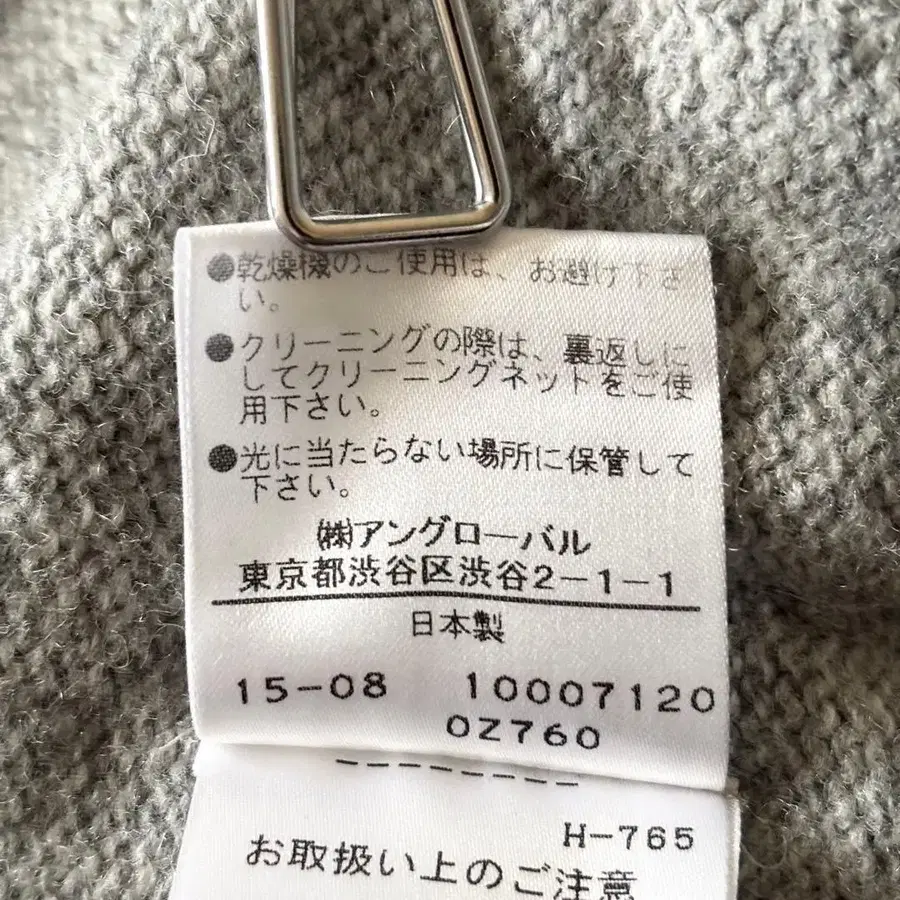 ●乾燥機のご使用は、お避け下さ
い。
●クリーニングの際は、裏返しに
してクリーニングネットをご使
用下さい。
●光に当たらない場所に保管して
下さい。
㈱アングローバル
東京都渋谷区渋谷2-1-1
日本製
15-08 100071200
0Z760
H-765
お取扱い上のご注意